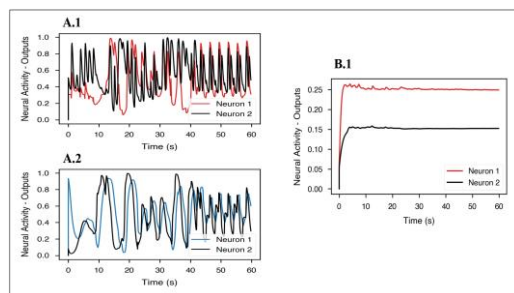 A.1
Neural Activity - Outputs
1.0
0.8
0.6
0.4
0.2
0.0
Neuron 1
Neuron 2
0 10 20 30 40 50 60
Time (s)
A.2
Neural Activity - Outputs
1.0
0.8
0.6
0.4
0.2
0.0
Neuron 1
Neuron 2
0 10 20 30 40 50 60
Time (s)
B.1
Neural Activity - Outputs
0.25
0.20
0.15
0.10
0.05
0.00
Neuron 1
Neuron 2
0 10 20 30 40 50 60
Time (s)